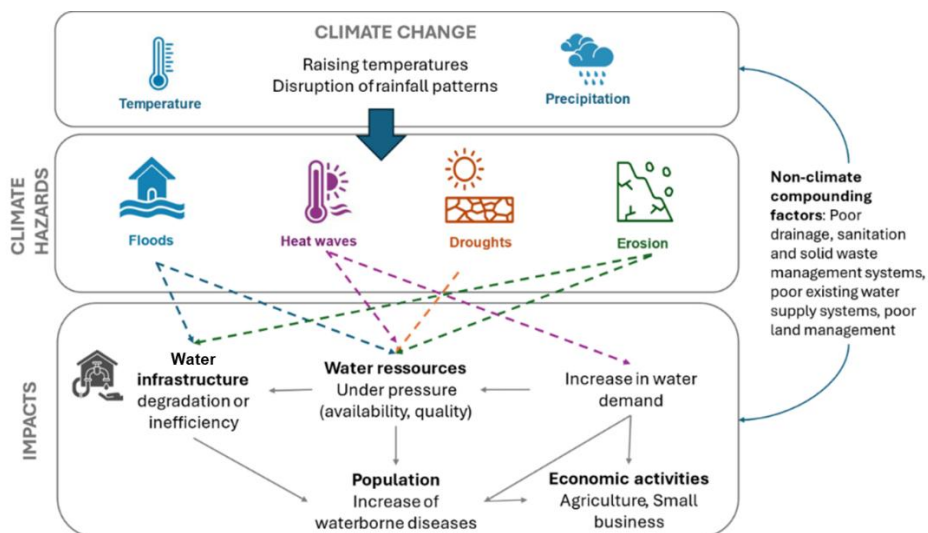 CLIMATE CHANGE
Raising temperatures
Disruption of rainfall patterns
Temperature
Precipitation
CLIMATE
HAZARDS
Floods
Heat waves
Droughts
Erosion
Non-climate
compounding
factors: Poor
drainage, sanitation
and solid waste
management systems,
poor existing water
supply systems, poor
land management
IMPACTS
Water
infrastructure
degradation or
inefficiency
Water ressources
Under pressure
(availability, quality)
Increase in water
demand
Population
Increase of
waterborne diseases
Economic activities
Agriculture, Small
business